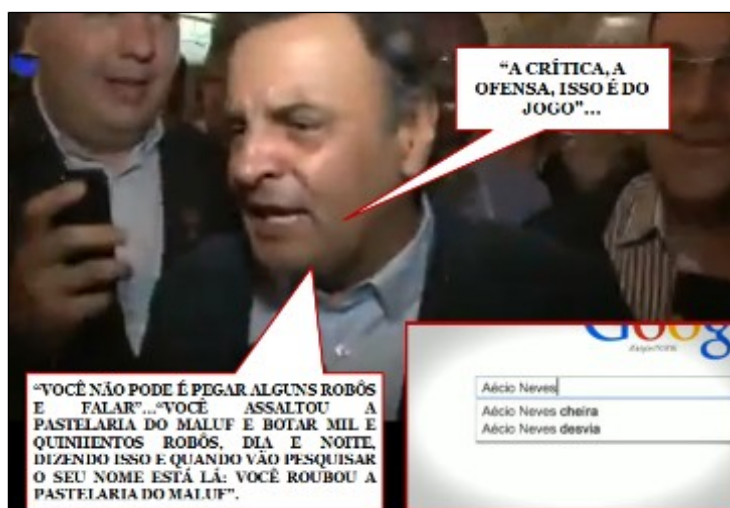 “A CRÍTICA, A
OFENSA, ISSO É DO
JOGO”...
“VOCÊ NÃO PODE É PEGAR ALGUNS ROBÔS
E FALAR”...“VOCÊ ASSALTOU A
PASTELARIA DO MALUF E BOTAR MIL E
QUINHENTOS ROBÔS, DIA E NOITE,
DIZENDO ISSO E QUANDO VÃO PESQUISAR
O SEU NOME ESTÁ LÁ: VOCÊ ROUBOU A
PASTELARIA DO MALUF”.
Goog
Aécio Neves
Aécio Neves cheira
Aécio Neves desvia